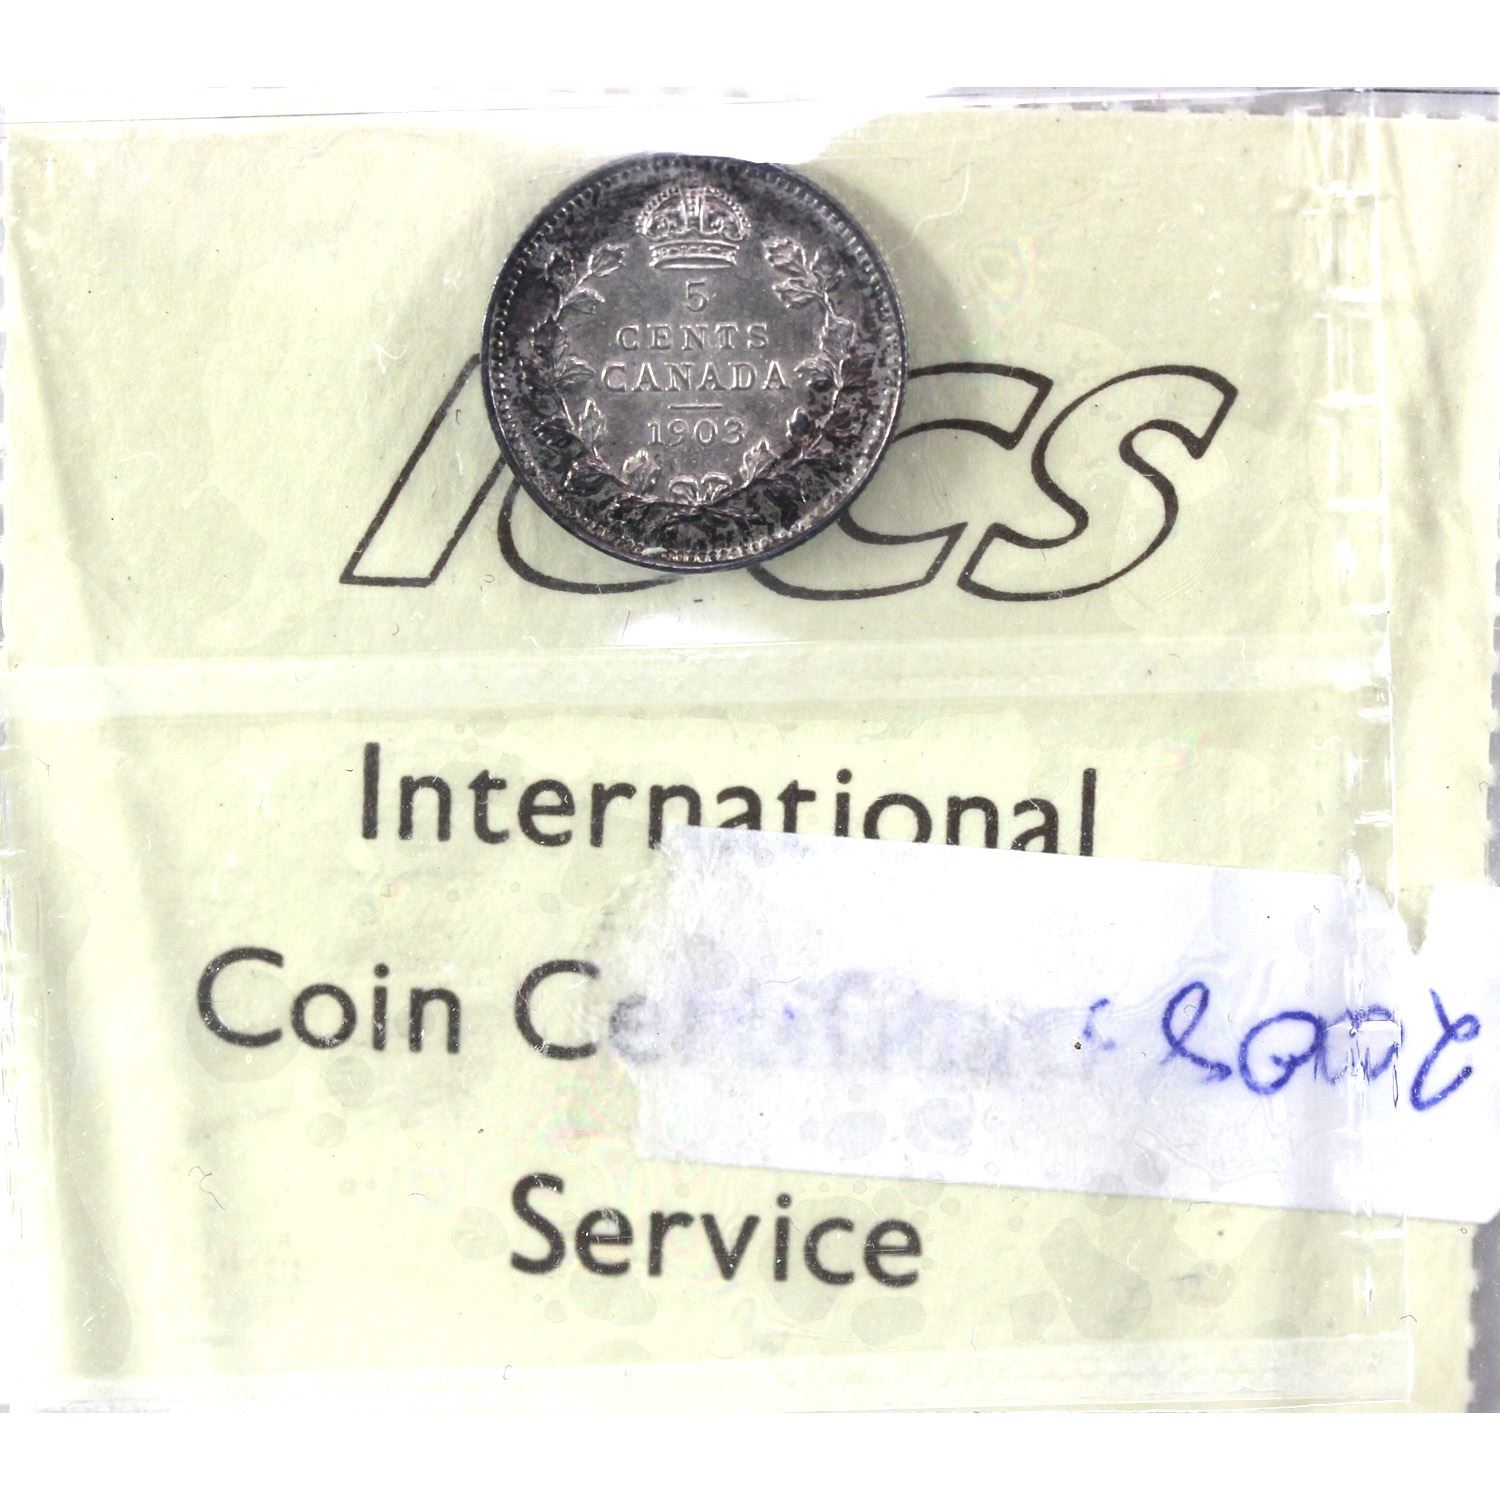 5
CENTS
CANADA
1903
ICCS
International
Coin
Service